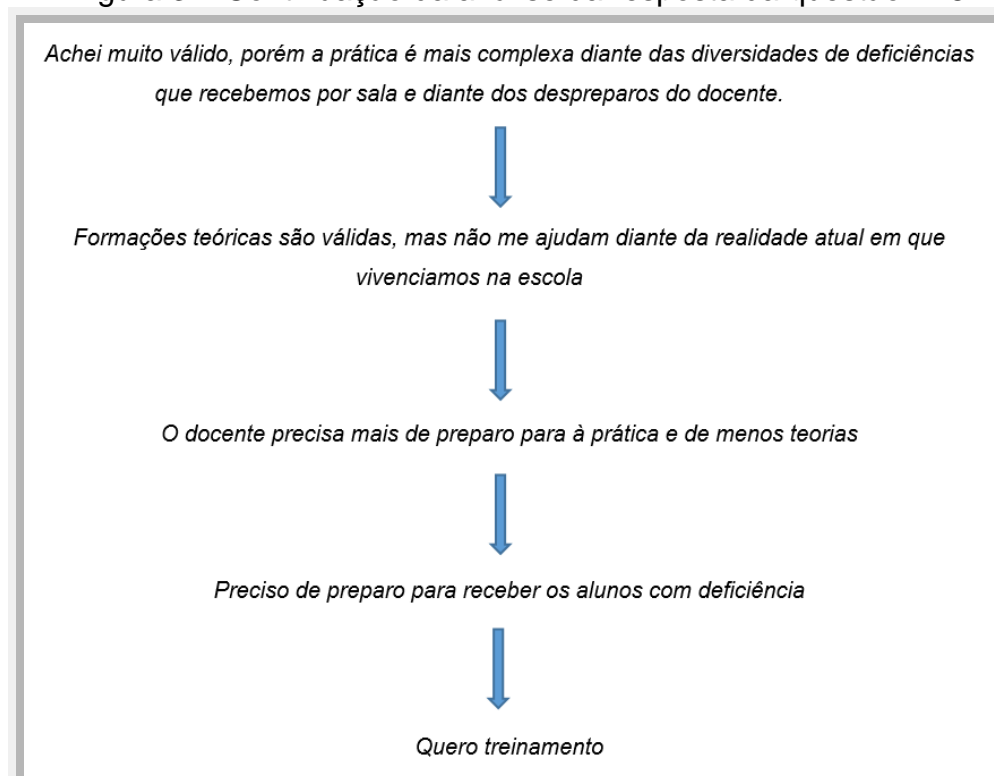 Achei muito válido, porém a prática é mais complexa diante das diversidades de deficiências
que recebemos por sala e diante dos despreparos do docente.
Formações teóricas são válidas, mas não me ajudam diante da realidade atual em que
vivenciamos na escola
O docente precisa mais de preparo para à prática e de menos teorias
Preciso de preparo para receber os alunos com deficiência
Quero treinamento